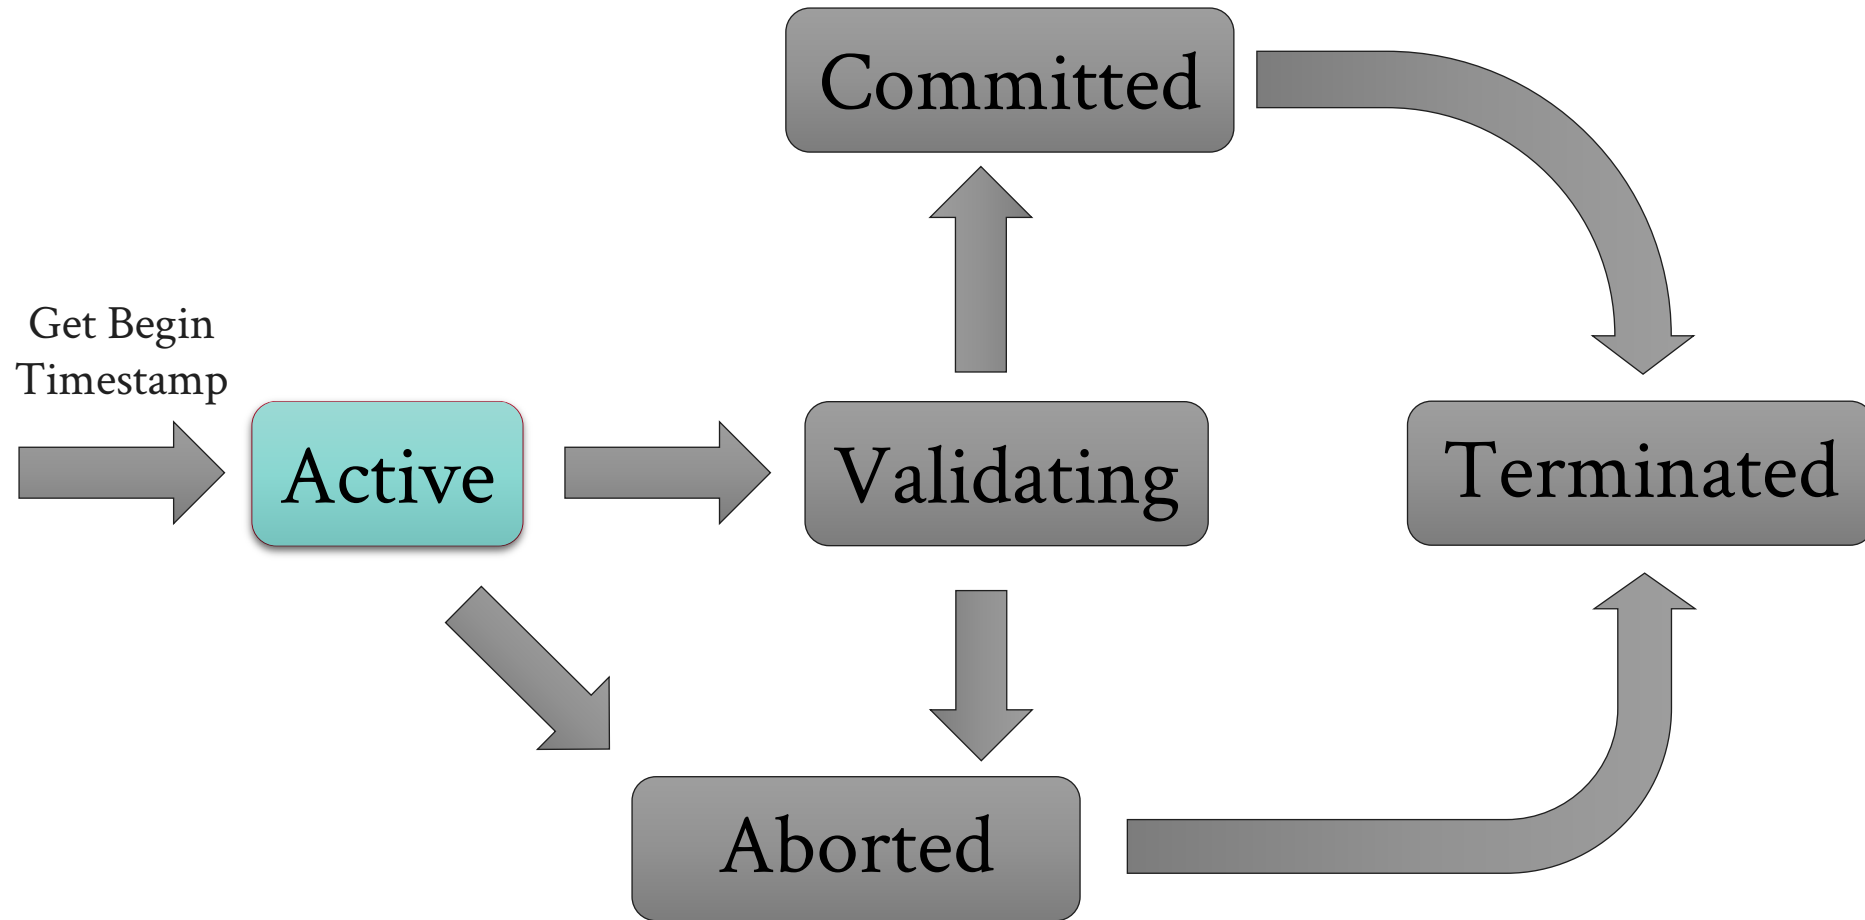 Committed
Get Begin
Timestamp
Active
Validating
Terminated
Aborted